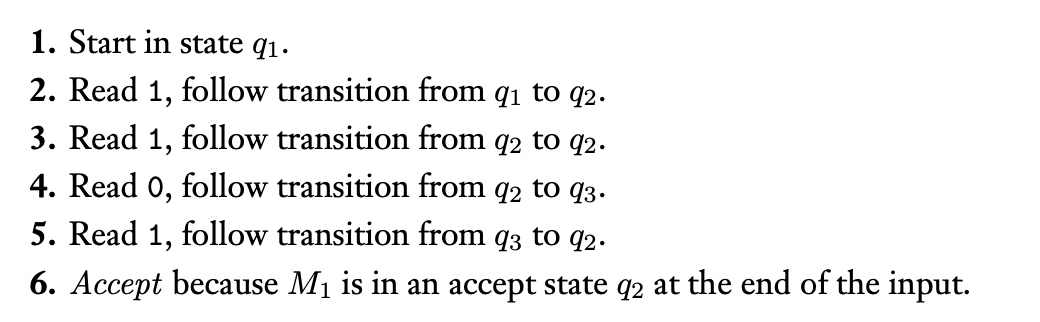 1. Start in state q₁.
2. Read 1, follow transition from q₁ to q₂.
3. Read 1, follow transition from q₂ to q₂.
4. Read 0, follow transition from q₂ to q₃.
5. Read 1, follow transition from q₃ to q₂.
6. Accept because M₁ is in an accept state q₂ at the end of the input.